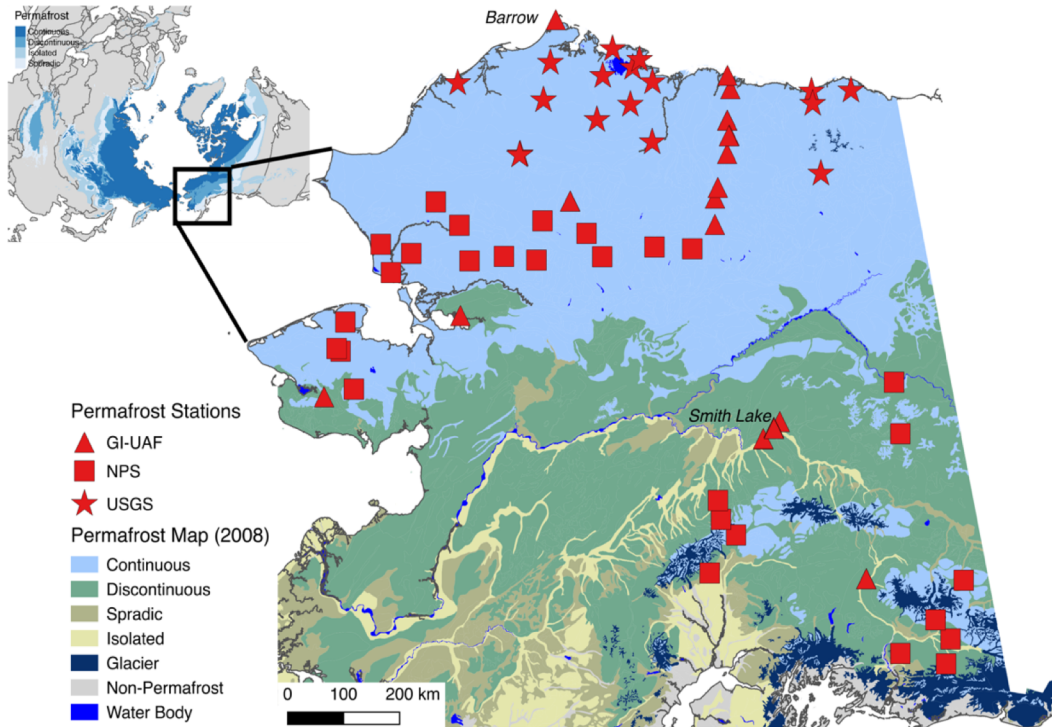 Permafrost
Continuous
Discontinuous
Isolated
Spradic
Barrow
Smith Lake
Permafrost Stations
GI-UAF
NPS
USGS
Permafrost Map (2008)
Continuous
Discontinuous
Spradic
Isolated
Glacier
Non-Permafrost
Water Body
0 100 200 km